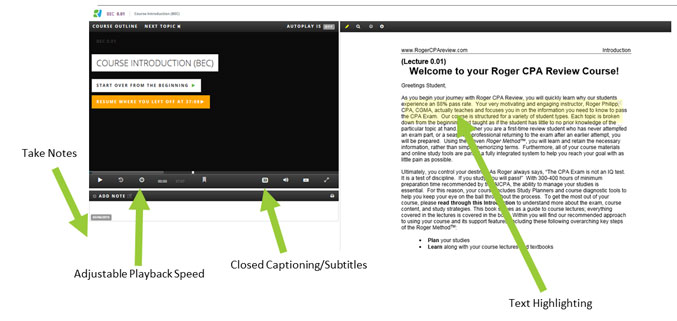 BEC 0.01 Course Introduction (BEC)
COURSE OUTLINE NEXT TOPIC AUTOPLAY IS OFF
BEC 0.01
COURSE INTRODUCTION (BEC)
START OVER FROM THE BEGINNING
RESUME WHERE YOU LEFT OFF AT
ADD NOTE
Take Notes
Adjustable Playback Speed
Closed Captioning/Subtitles
www.RogerCPAreview.com Introduction
(Lecture 0.01)
Welcome to your Roger CPA Review Course!
Greetings Student,
As you begin your journey with Roger CPA Review, you will quickly learn why our students
experience an 88% pass rate. Your very motivating and engaging instructor, Roger Philipp,
CPA, CGMA, actually teaches and focuses you in on the information you need to know to pass
the CPA Exam. Our course is structured for a variety of student types. Each topic is broken
down from the beginning and taught as if the student has little to no prior knowledge of the
particular topic at hand. Whether you are a first-time review student who has never attempted
an exam part, or a seasoned professional returning to the exam after an earlier attempt, you
will be prepared. Using the proven Roger Method™, you will learn and retain the necessary
information, rather than simply memorizing terms. Furthermore, all of your course materials
and online study tools are part of a fully integrated system to help you reach your goal with as
little pain as possible.
Ultimately, you control your destiny. As Roger always says, "The CPA Exam is not an IQ test.
It is a test of discipline. If you study, you will pass!" With 300-400 hours of minimum
preparation time recommended by the AICPA, the ability to manage your studies is
essential. For this reason, your course includes Study Planners and course diagnostic tools to
help you keep your eye on the ball throughout the process. To get the most out of your
course, please read through this Introduction to understand more about the exam, course
content, and study strategies. This book serves as a guide to course lectures; everything
covered in the lectures is covered in the book. Within you will find our recommended approach
to using your course and its support features, including these following overarching key steps
of the Roger Method™:
• Plan your studies
• Learn along with your course lectures and textbooks
Text Highlighting